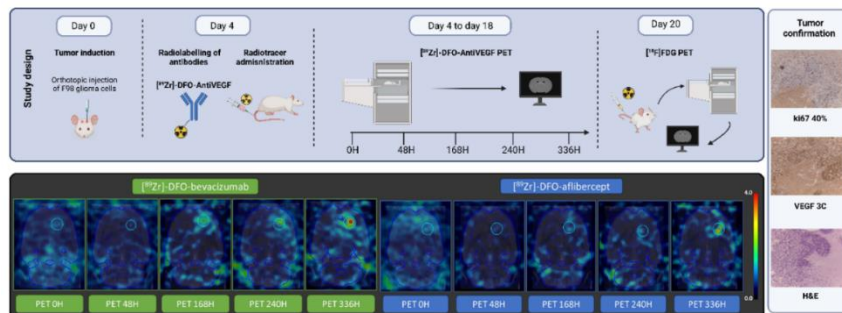 Study design
Day 0
Tumor induction
Orthotopic injection
of F98 glioma cells
Day 4
Radiolabelling of
antibodies
[⁸⁹Zr]-DFO-AntiVEGF
Radiotracer
admisnistration
Day 4 to day 18
[⁸⁹Zr]-DFO-AntiVEGF PET
0H 48H 168H 240H 336H
Day 20
[¹⁸F]FDG PET
Tumor
confirmation
ki67 40%
VEGF 3C
H&E
[⁸⁹Zr]-DFO-bevacizumab
PET 0H PET 48H PET 168H PET 240H PET 336H
[⁸⁹Zr]-DFO-aflibercept
PET 0H PET 48H PET 168H PET 240H PET 336H
4.0
0.0